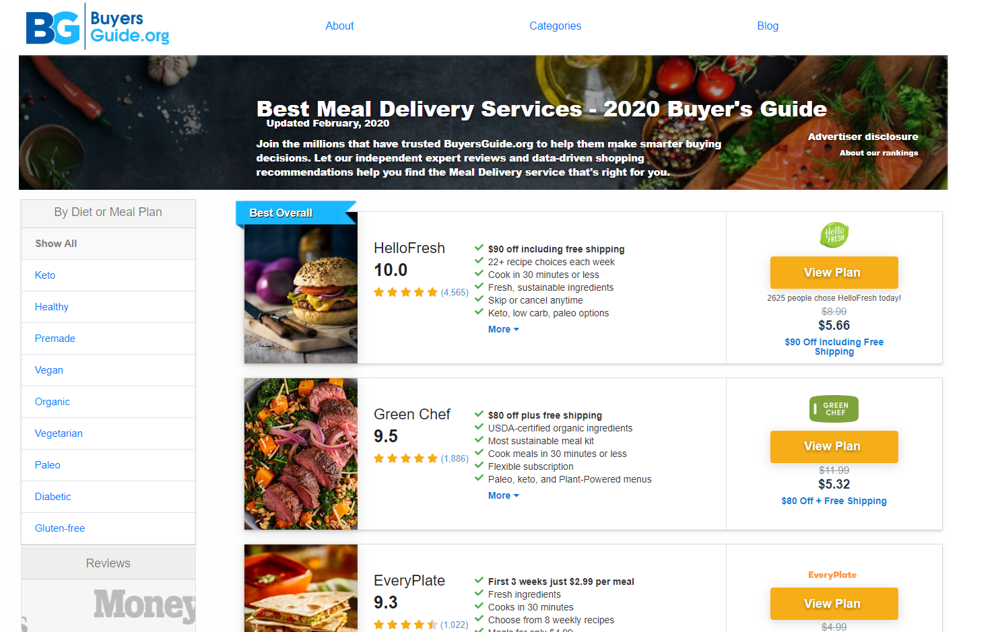 BG Buyers
Guide.org
About
Categories
Blog
Best Meal Delivery Services - 2020 Buyer's Guide
Updated February, 2020
Join the millions that have trusted BuyersGuide.org to help them make smarter buying
decisions. Let our independent expert reviews and data-driven shopping
recommendations help you find the Meal Delivery service that's right for you.
Advertiser disclosure
About our rankings
By Diet or Meal Plan
Show All
Keto
Healthy
Premade
Vegan
Organic
Vegetarian
Paleo
Diabetic
Gluten-free
Reviews
Money
Best Overall
HelloFresh
10.0
(4,565)
$90 off including free shipping
22+ recipe choices each week
Cook in 30 minutes or less
Fresh, sustainable ingredients
Skip or cancel anytime
Keto, low carb, paleo options
More
Hello
FRESH
View Plan
2625 people chose HelloFresh today!
$8.99
$5.66
$90 Off Including Free
Shipping
Green Chef
9.5
(1,886)
$80 off plus free shipping
USDA-certified organic ingredients
Most sustainable meal kit
Cook meals in 30 minutes or less
Flexible subscription
Paleo, keto, and Plant-Powered menus
More
GREEN
CHEF
View Plan
$11.99
$5.32
$80 Off + Free Shipping
EveryPlate
9.3
(1,022)
First 3 weeks just $2.99 per meal
Fresh ingredients
Cooks in 30 minutes
Choose from 8 weekly recipes
Meals for only $4.99
EveryPlate
View Plan
$4.99